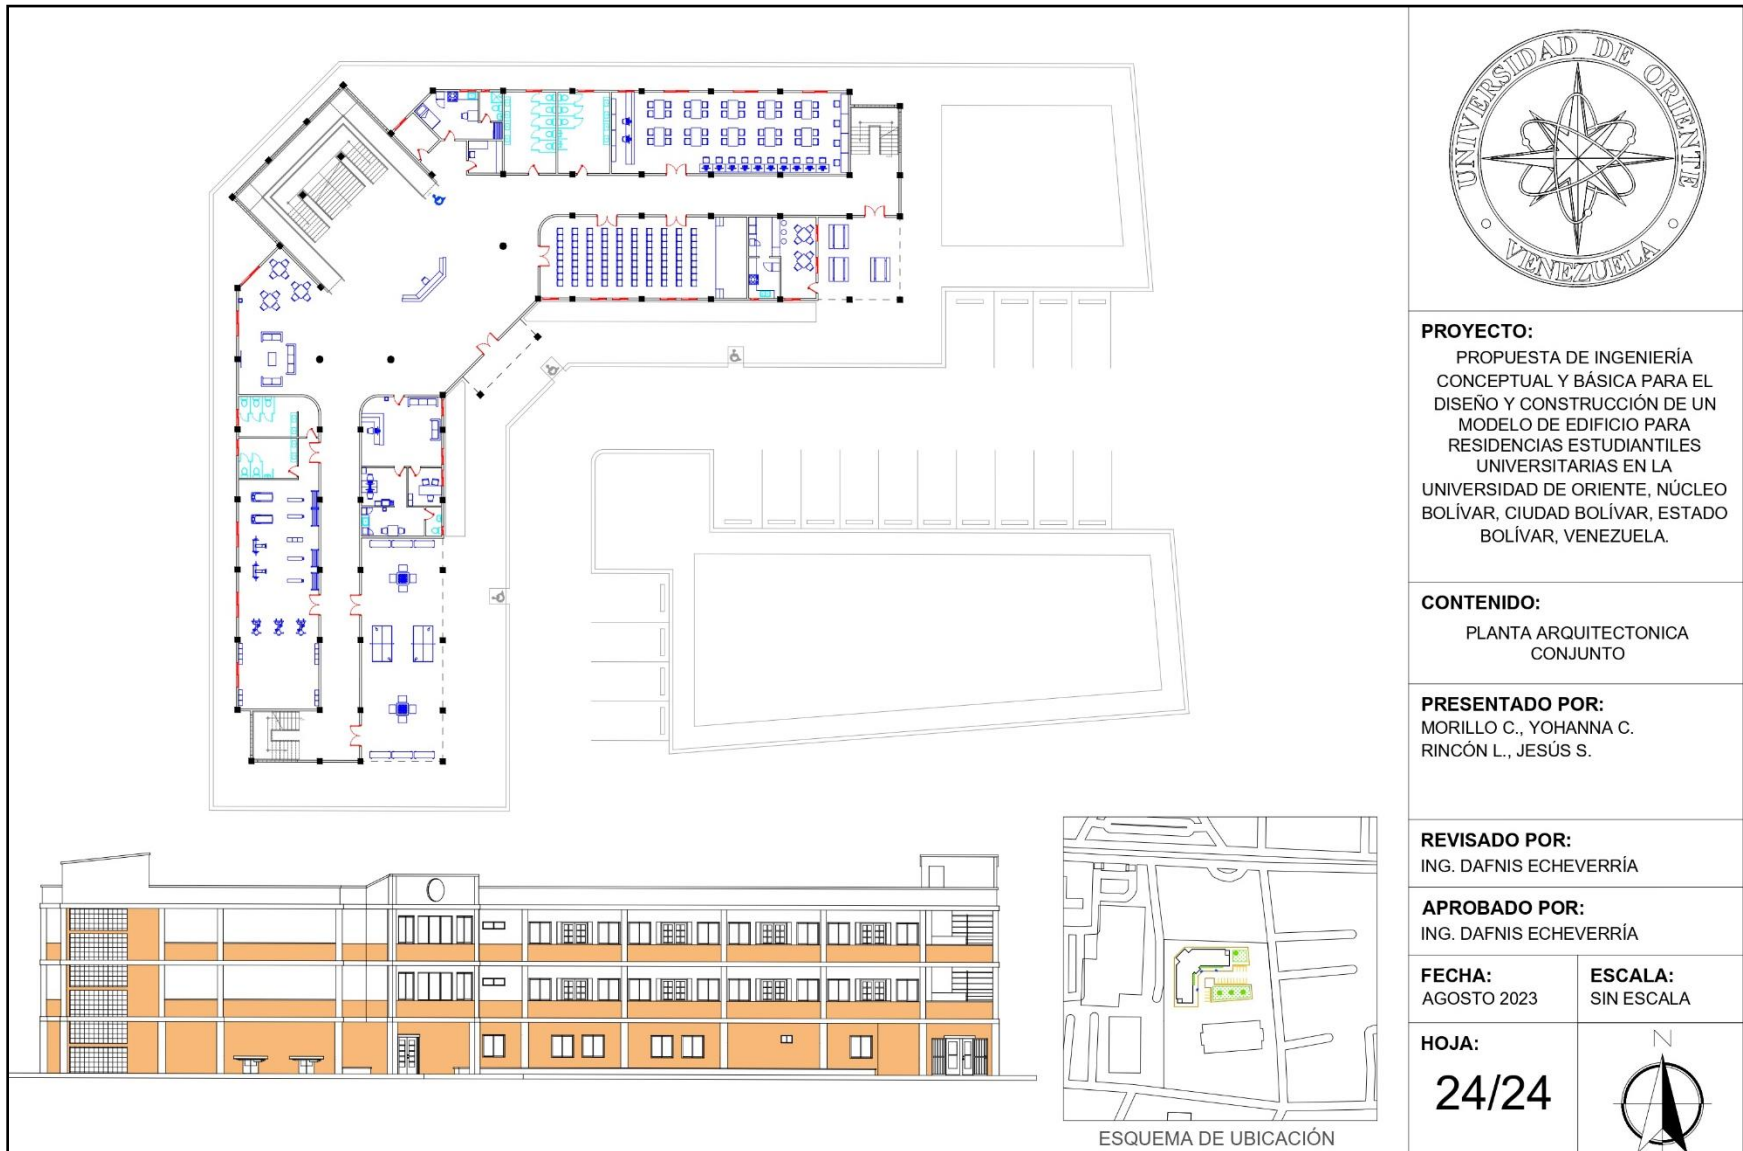 UNIVERSIDAD DE ORIENTE
VENEZUELA
PROYECTO:
PROPUESTA DE INGENIERÍA
CONCEPTUAL Y BÁSICA PARA EL
DISEÑO Y CONSTRUCCIÓN DE UN
MODELO DE EDIFICIO PARA
RESIDENCIAS ESTUDIANTILES
UNIVERSITARIAS EN LA
UNIVERSIDAD DE ORIENTE, NÚCLEO
BOLÍVAR, CIUDAD BOLÍVAR, ESTADO
BOLÍVAR, VENEZUELA.
CONTENIDO:
PLANTA ARQUITECTONICA
CONJUNTO
PRESENTADO POR:
MORILLO C., YOHANNA C.
RINCÓN L., JESÚS S.
REVISADO POR:
ING. DAFNIS ECHEVERRÍA
APROBADO POR:
ING. DAFNIS ECHEVERRÍA
FECHA:
AGOSTO 2023
ESCALA:
SIN ESCALA
HOJA:
24/24
N
ESQUEMA DE UBICACIÓN